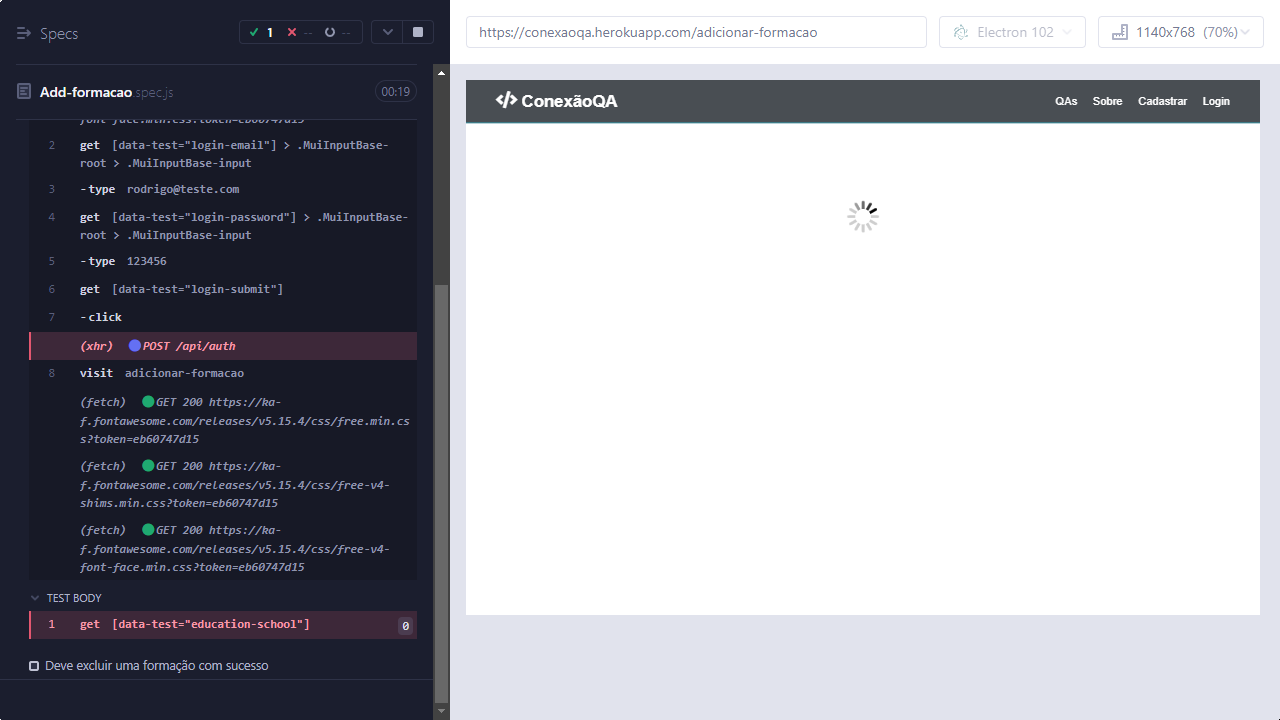 Specs
1 -- --
Add-formacao.spec.js
00:19
font-face.min.css?token=eb60747d15
2 get [data-test="login-email"] > .MuiInputBase-
root > .MuiInputBase-input
3 -type rodrigo@teste.com
4 get [data-test="login-password"] > .MuiInputBase-
root > .MuiInputBase-input
5 -type 123456
6 get [data-test="login-submit"]
7 -click
(xhr) POST /api/auth
8 visit adicionar-formacao
(fetch) GET 200 https://ka-
f.fontawesome.com/releases/v5.15.4/css/free.min.cs
s?token=eb60747d15
(fetch) GET 200 https://ka-
f.fontawesome.com/releases/v5.15.4/css/free-v4-
shims.min.css?token=eb60747d15
(fetch) GET 200 https://ka-
f.fontawesome.com/releases/v5.15.4/css/free-v4-
font-face.min.css?token=eb60747d15
TEST BODY
1 get [data-test="education-school"] 0
Deve excluir uma formação com sucesso
https://conexaoqa.herokuapp.com/adicionar-formacao
Electron 102
1140x768 (70%)
</> ConexãoQA
QAs Sobre Cadastrar Login